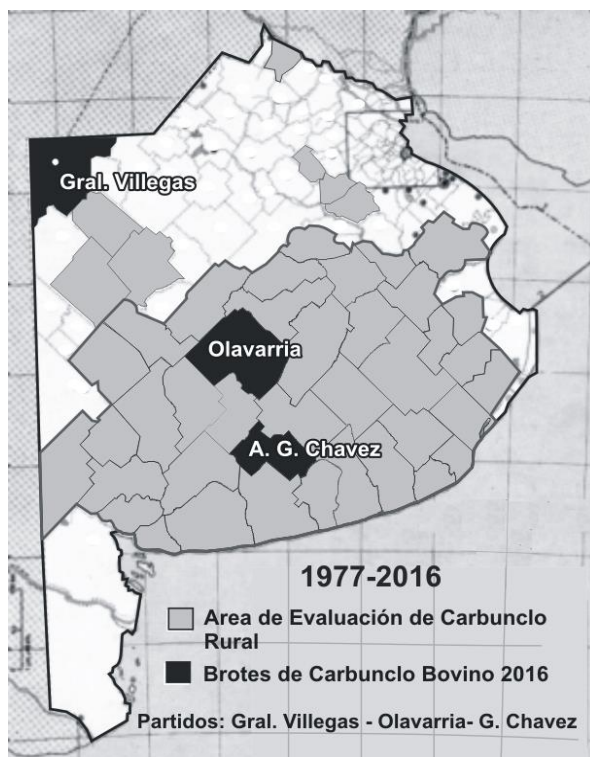 Gral. Villegas
Olavarria
A. G. Chavez
1977-2016
Area de Evaluación de Carbunclo
Rural
Brotes de Carbunclo Bovino 2016
Partidos: Gral. Villegas - Olavarria- G. Chavez